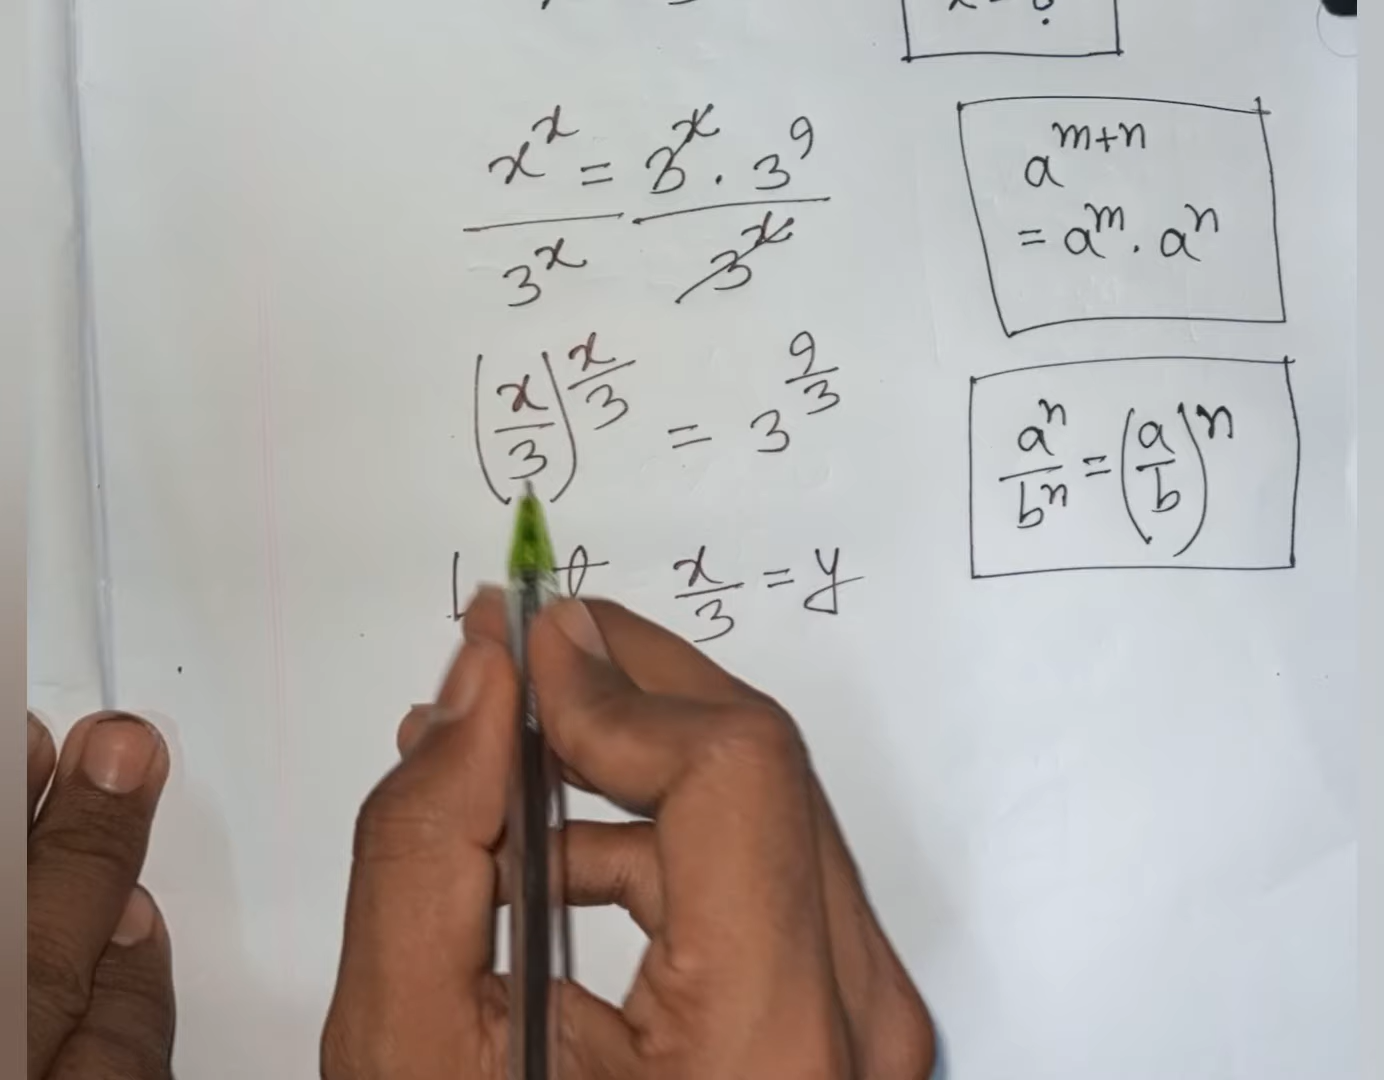 x^x = 3^x . 3^9
3^x 3^x
(x/3)^(x/3) = 3^(9/3)
x/3 = y
a^(m+n)
= a^m . a^n
a^n/b^n = (a/b)^n